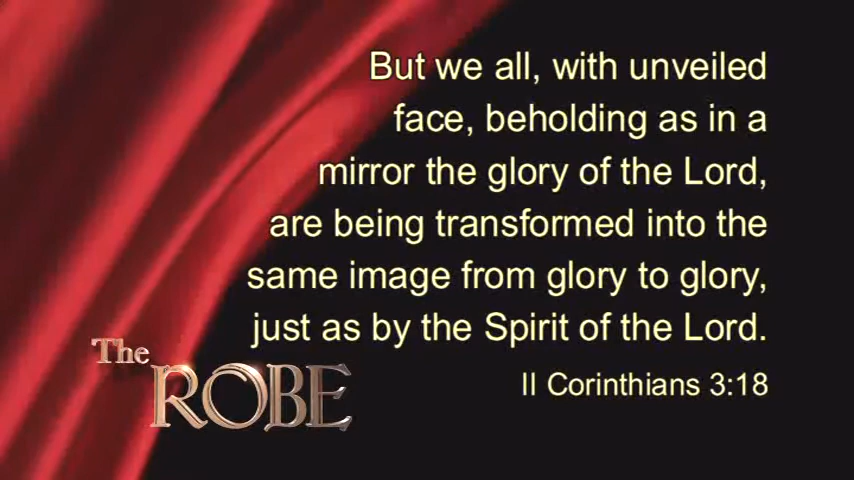 But we all, with unveiled
face, beholding as in a
mirror the glory of the Lord,
are being transformed into the
same image from glory to glory,
just as by the Spirit of the Lord.
II Corinthians 3:18
The
ROBE